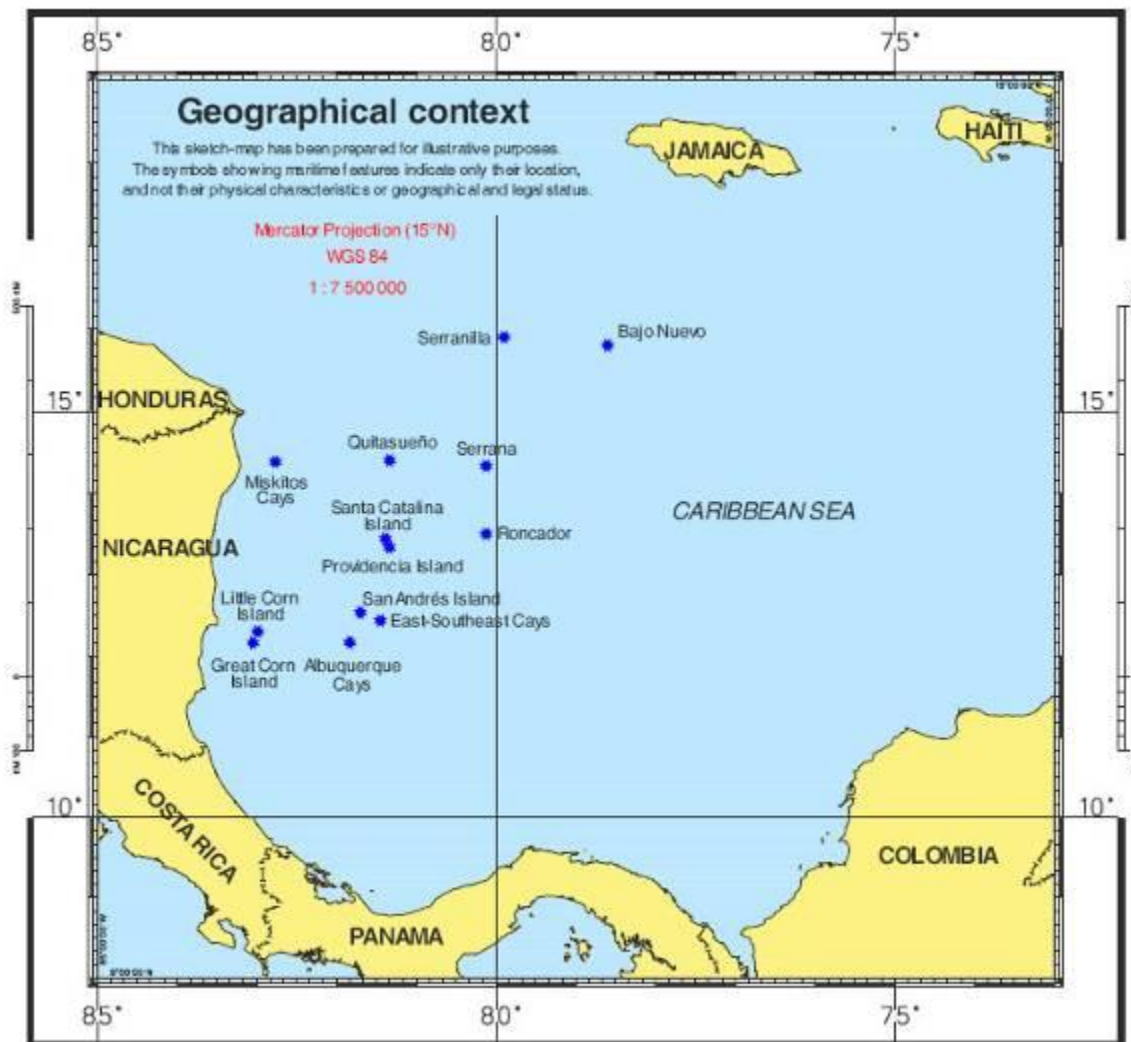 85°
80°
75°
Geographical context
This sketch-map has been prepared for illustrative purposes.
The symbols showing maritime features indicate only their location,
and not their physical characteristics or geographical and legal status.
Mercator Projection (15°N)
WGS 84
1 : 7 500 000
JAMAICA
HAITI
Serranilla
Bajo Nuevo
15°
15°
HONDURAS
Quitasueño
Serrana
Miskitos
Cays
Santa Catalina
Island
CARIBBEAN SEA
Roncador
NICARAGUA
Providencia Island
Little Corn
Island
San Andrés Island
East-Southeast Cays
Great Corn
Island
Albuquerque
Cays
10°
10°
COSTA RICA
COLOMBIA
PANAMA
85°
80°
75°